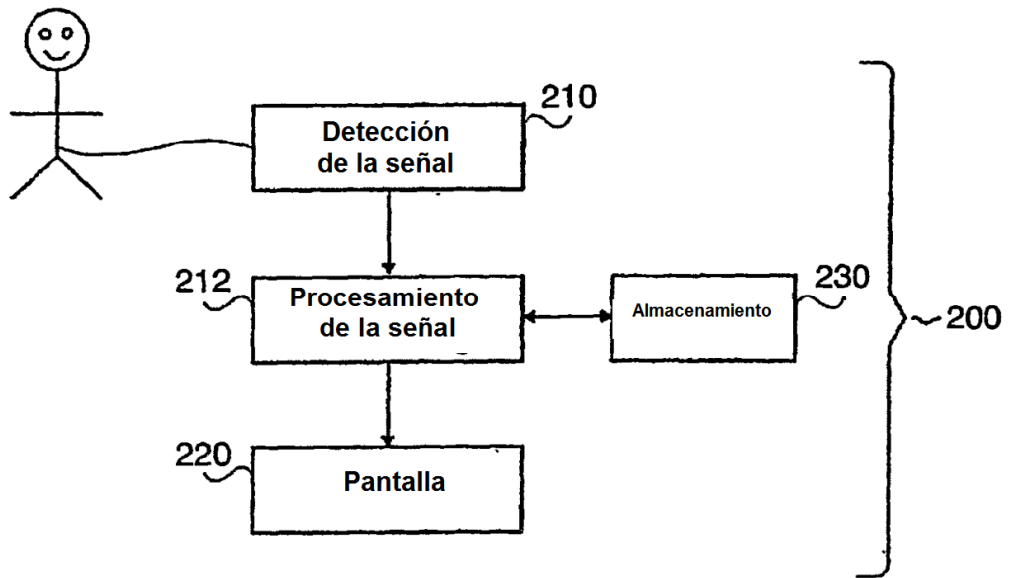 210
Detección
de la señal
212
Procesamiento
de la señal
230
Almacenamiento
200
220
Pantalla